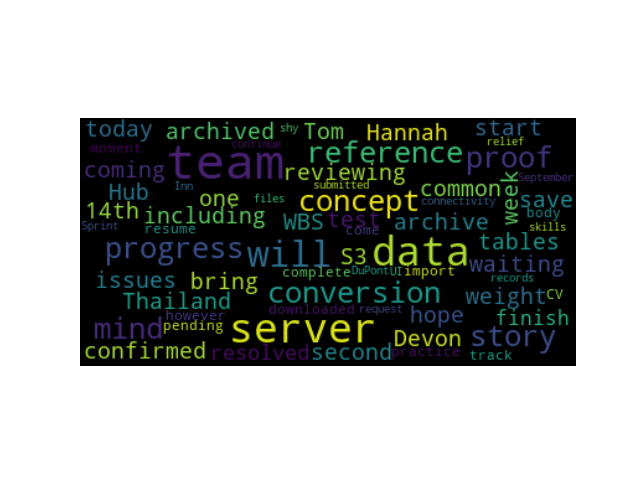 today archived shy Tom Hannah start
moment continue relief
coming team reviewing reference proof
Hub Inn one files submitted concept common connectivity week September save
14th including WBS test come archive body skills
Sprint resume
progress will S3 data tables
issues bring complete DuPont UI import waiting records
Thailand conversion weight CV
however downloaded request hope finish
mind pending server Devon story
confirmed resolved second practice track